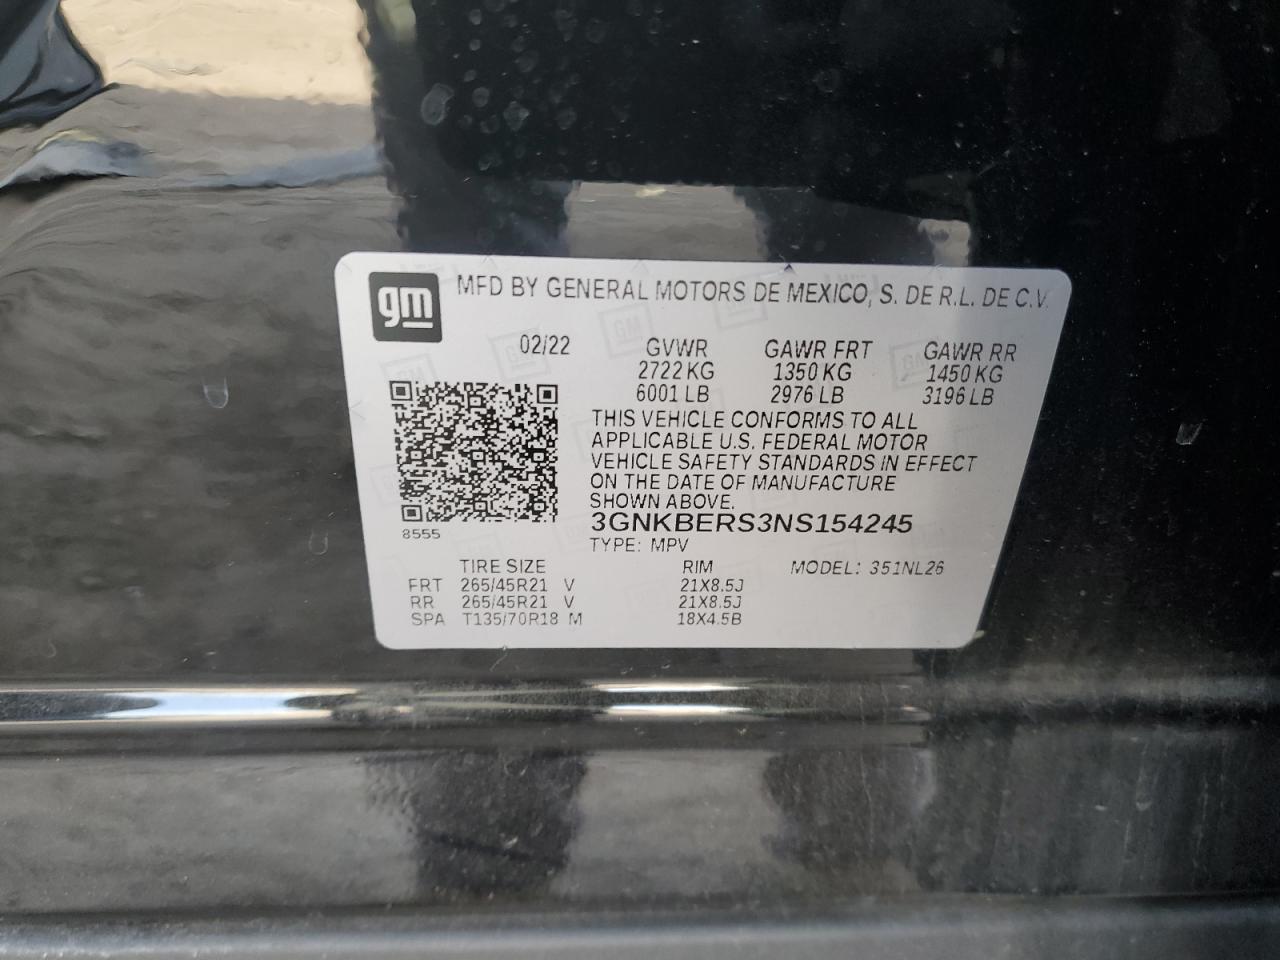 gm
MFD BY GENERAL MOTORS DE MEXICO, S. DE R.L. DE C.V.
02/22 GVWR GAWR FRT GAWR RR
2722 KG 1350 KG 1450 KG
6001 LB 2976 LB 3196 LB
THIS VEHICLE CONFORMS TO ALL
APPLICABLE U.S. FEDERAL MOTOR
VEHICLE SAFETY STANDARDS IN EFFECT
ON THE DATE OF MANUFACTURE
SHOWN ABOVE.
3GNKBERS3NS154245
8555
TYPE: MPV
TIRE SIZE RIM MODEL: 351NL26
FRT 265/45R21 V 21X8.5J
RR 265/45R21 V 21X8.5J
SPA T135/70R18 M 18X4.5B